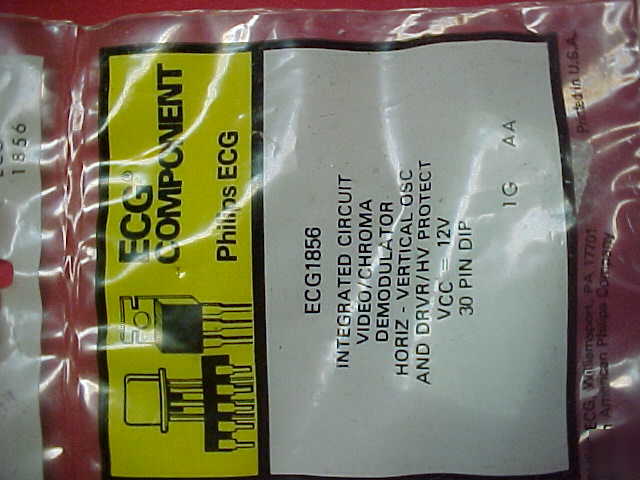 ECG®
COMPONENT
Philips ECG
ECG1856
INTEGRATED CIRCUIT
VIDEO/CHROMA
DEMODULATOR
HORIZ - VERTICAL OSC
AND DRVR/HV PROTECT
VCC = 12V
30 PIN DIP
1G AA
Printed in U.S.A.
ECG, Williamsport, PA 17701
American Philips Company
1856